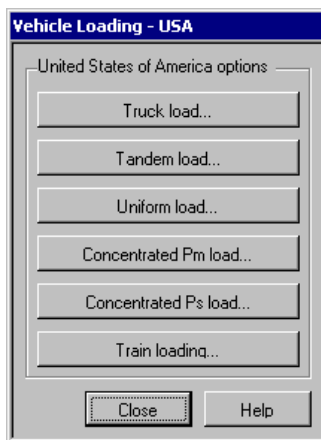 Vehicle Loading - USA
United States of America options
Truck load...
Tandem load...
Uniform load...
Concentrated Pm load...
Concentrated Ps load...
Train loading...
Close
Help